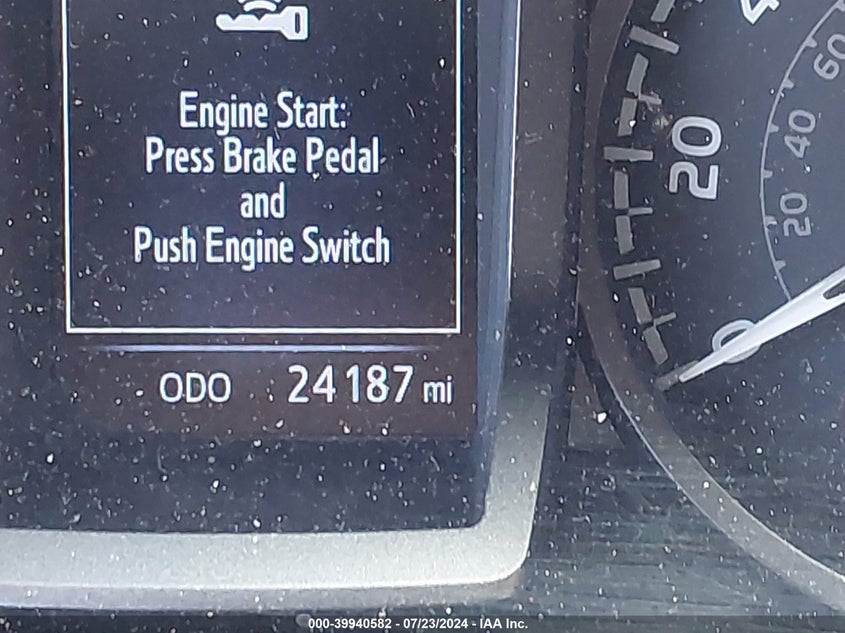 Engine Start:
Press Brake Pedal
and
Push Engine Switch
ODO 24187 mi
60
40
20
20
0
000-39940582 - 07/23/2024 - IAA Inc.